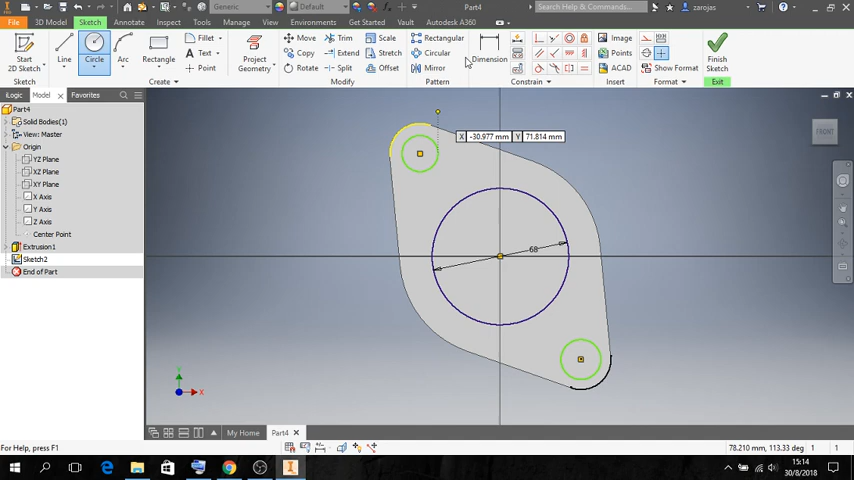 Generic
Default
Part4
Search Help & Commands...
zarojas
File
3D Model
Sketch
Annotate
Inspect
Tools
Manage
View
Environments
Get Started
Vault
Autodesk A360
Start
2D Sketch
Line
Circle
Arc
Rectangle
Fillet
Text
Point
Project
Geometry
Move
Copy
Rotate
Trim
Extend
Split
Scale
Stretch
Offset
Rectangular
Circular
Mirror
Dimension
Image
Points
ACAD
Show Format
Finish
Sketch
Sketch
Create
Modify
Pattern
Constrain
Insert
Format
Exit
iLogic
Model
Favorites
Part4
Solid Bodies(1)
View: Master
Origin
YZ Plane
XZ Plane
XY Plane
X Axis
Y Axis
Z Axis
Center Point
Extrusion1
Sketch2
End of Part
X -30.977 mm Y 71.814 mm
68
FRONT
Y
X
My Home
Part4
For Help, press F1
78.210 mm, 113.33 deg 1 1
15:14
30/8/2018